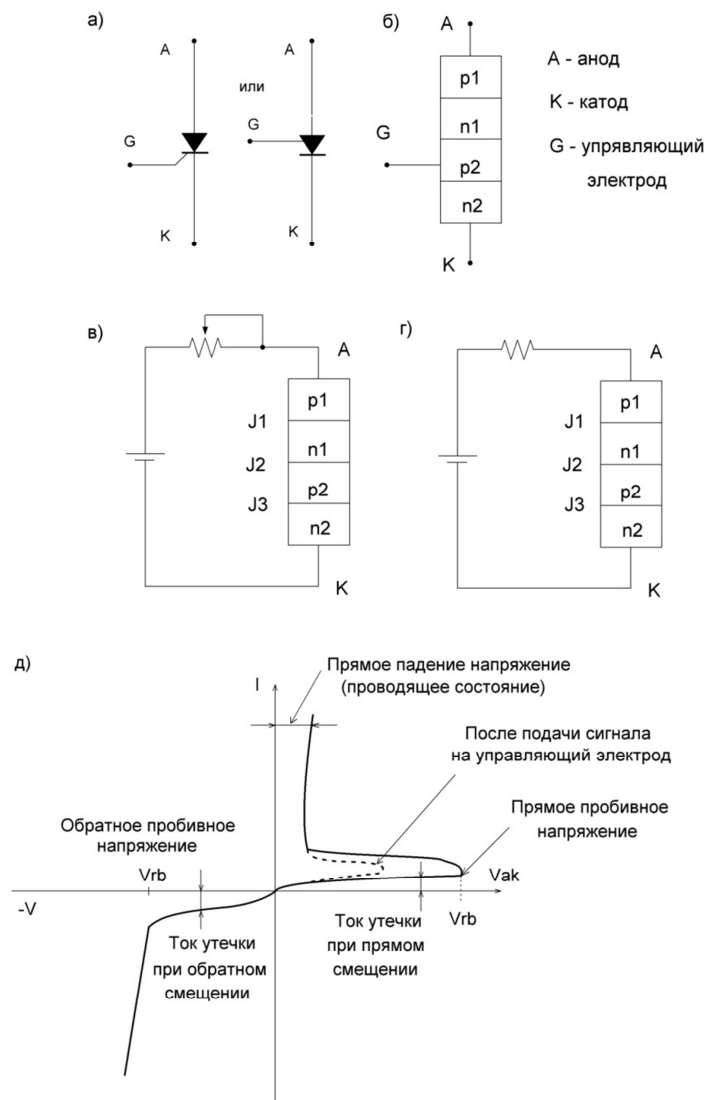 а)
A
или
A
G
G
K
K
б)
A
p1
n1
G
p2
n2
K
A - анод
K - катод
G - упрявляющий
электрод
в)
A
p1
J1
n1
J2
p2
J3
n2
K
г)
A
p1
J1
n1
J2
p2
J3
n2
K
д)
I
Прямое падение напряжение
(проводящее состояние)
После подачи сигнала
на управляющий электрод
Прямое пробивное
напряжение
Обратное пробивное
напряжение
Vrb
Vak
-V
Vrb
Ток утечки
при обратном
смещении
Ток утечки
при прямом
смещении